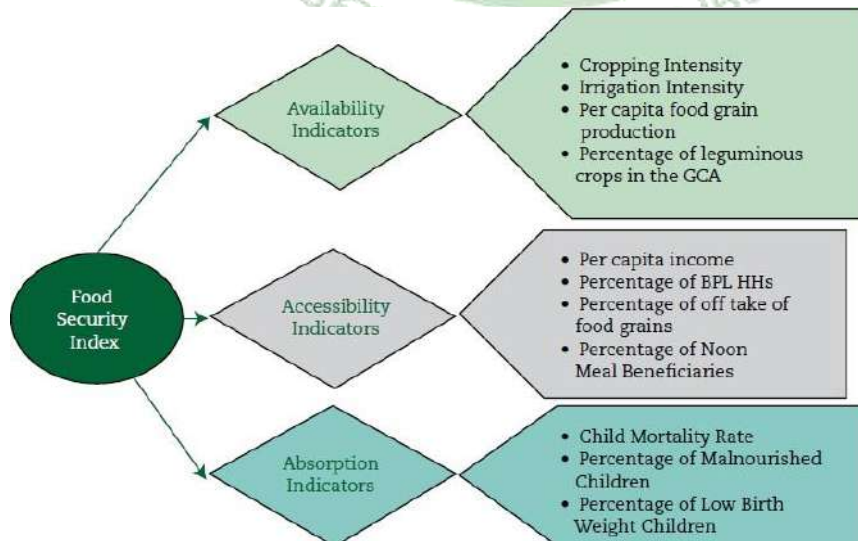 Food
Security
Index
Availability
Indicators
• Cropping Intensity
• Irrigation Intensity
• Per capita food grain
production
• Percentage of leguminous
crops in the GCA
Accessibility
Indicators
• Per capita income
• Percentage of BPL HHs
• Percentage of off take of
food grains
• Percentage of Noon
Meal Beneficiaries
Absorption
Indicators
• Child Mortality Rate
• Percentage of Malnourished
Children
• Percentage of Low Birth
Weight Children